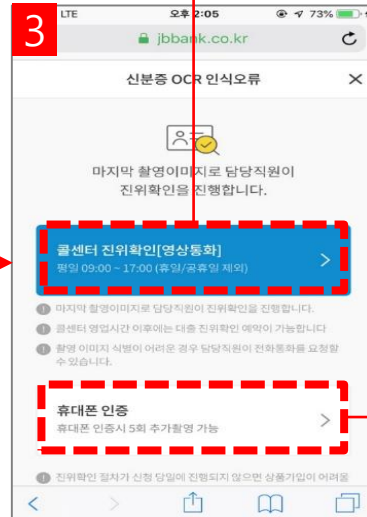 3
LTE 오후 2:05 73%
jbbank.co.kr
신분증 OCR 인식오류
마지막 촬영이미지로 담당직원이
진위확인을 진행합니다.
콜센터 진위확인[영상통화]
평일 09:00 ~ 17:00 (휴일/공휴일 제외)
마지막 촬영이미지로 담당직원이 진위확인을 진행합니다.
콜센터 영업시간 이후에는 대출 진위확인 예약이 가능합니다
촬영 이미지 식별이 어려운 경우 담당직원이 전화통화를 요청할
수 있습니다.
휴대폰 인증
휴대폰 인증시 5회 추가촬영 가능
진위확인 절차가 신청 당일에 진행되지 않으면 상품가입이 어려움